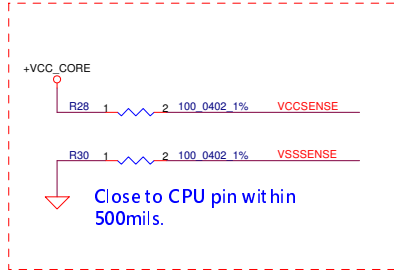 +VCC_CORE
R28 1 2 100_0402_1% VCCSENSE
R30 1 2 100_0402_1% VSSSENSE
Close to CPU pin within
500mils.